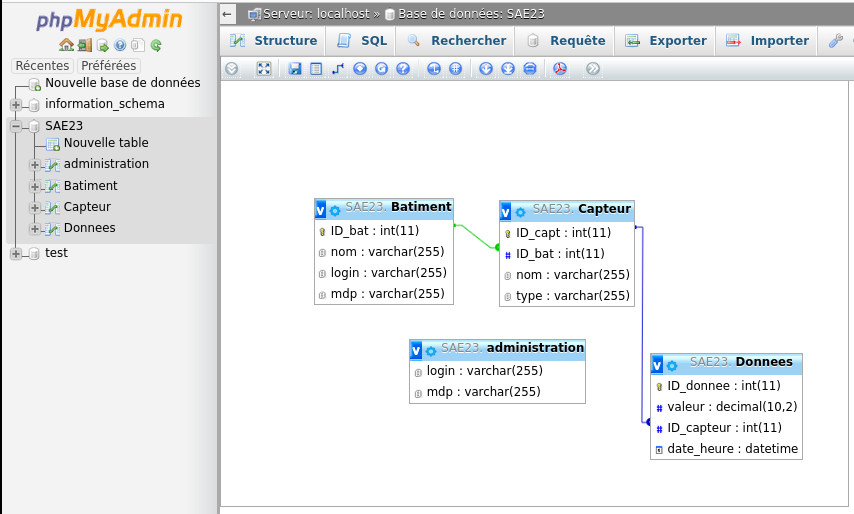 phpMyAdmin
Récentes Préférées
Nouvelle base de données
information_schema
SAE23
Nouvelle table
administration
Batiment
Capteur
Donnees
test
Serveur: localhost » Base de données: SAE23
Structure SQL Rechercher Requête Exporter Importer
v SAE23. Batiment
ID_bat : int(11)
nom : varchar(255)
login : varchar(255)
mdp : varchar(255)
v SAE23. Capteur
ID_capt : int(11)
# ID_bat : int(11)
nom : varchar(255)
type : varchar(255)
v SAE23. administration
login : varchar(255)
mdp : varchar(255)
v SAE23. Donnees
ID_donnee : int(11)
# valeur : decimal(10,2)
# ID_capteur : int(11)
date_heure : datetime